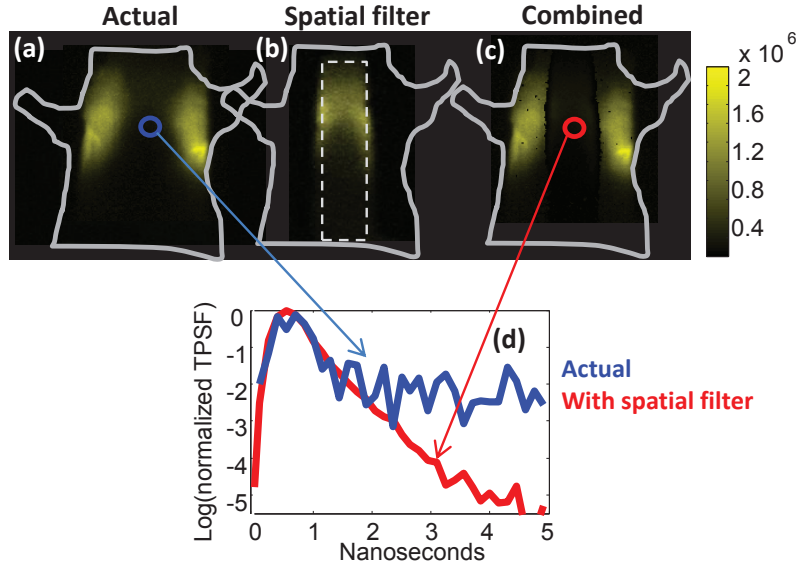 Actual Spatial filter Combined
(a) (b) (c)
x 10 6
2
1.6
1.2
0.8
0.4
Log(normalized TPSF)
0
-1
-2
-3
-4
-5
(d)
0 1 2 3 4 5
Nanoseconds
Actual
With spatial filter